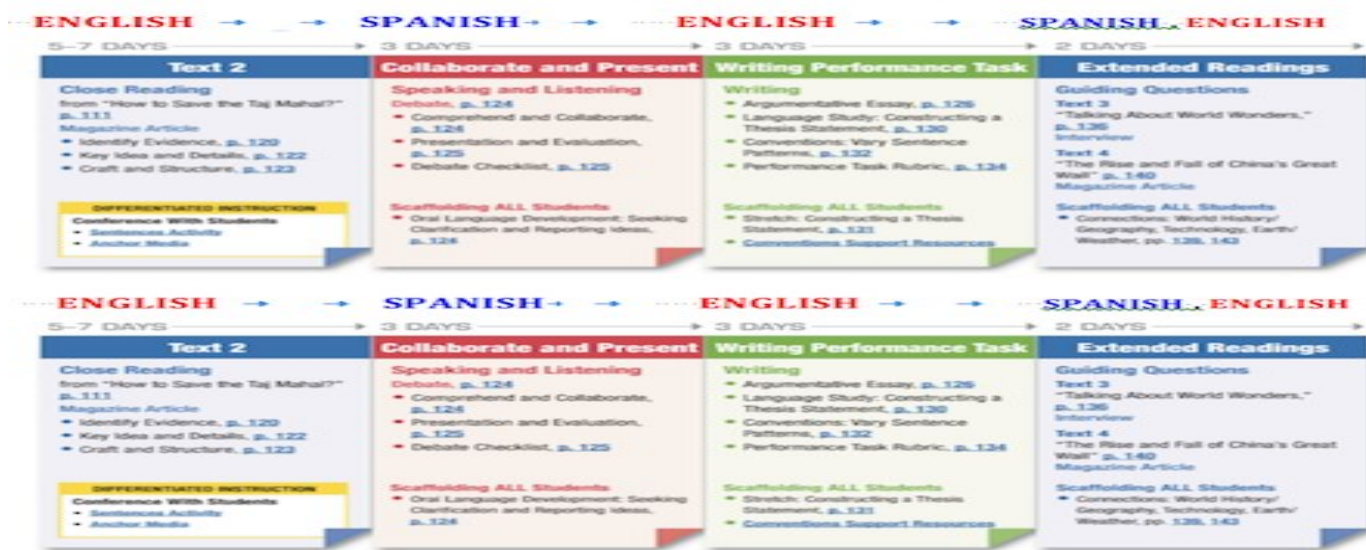 ENGLISH SPANISH ENGLISH SPANISH, ENGLISH
5–7 DAYS 3 DAYS 3 DAYS 2 DAYS
Text 2
Close Reading
from "How to Save the Taj Mahal?"
p. 111
Magazine Article
• Identify Evidence, p. 120
• Key Idea and Details, p. 122
• Craft and Structure, p. 123
DIFFERENTIATED INSTRUCTION
Conference With Students
• Sentences Activity
• Anchor Media
Collaborate and Present
Speaking and Listening
Debate, p. 124
• Comprehend and Collaborate,
p. 124
• Presentation and Evaluation,
p. 125
• Debate Checklist, p. 125
Scaffolding ALL Students
• Oral Language Development: Seeking
Clarification and Reporting Ideas,
p. 124
Writing Performance Task
Writing
• Argumentative Essay, p. 126
• Language Study: Constructing a
Thesis Statement, p. 130
• Conventions: Vary Sentence
Patterns, p. 132
• Performance Task Rubric, p. 134
Scaffolding ALL Students
• Stretch: Constructing a Thesis
Statement, p. 131
• Conventions Support Resources
Extended Readings
Guiding Questions
Text 3
"Talking About World Wonders,"
p. 136
Interview
Text 4
"The Rise and Fall of China's Great
Wall" p. 140
Magazine Article
Scaffolding ALL Students
• Connections: World History/
Geography, Technology, Earth/
Weather, pp. 139, 143
ENGLISH SPANISH ENGLISH SPANISH, ENGLISH
5–7 DAYS 3 DAYS 3 DAYS 2 DAYS
Text 2
Close Reading
from "How to Save the Taj Mahal?"
p. 111
Magazine Article
• Identify Evidence, p. 120
• Key Idea and Details, p. 122
• Craft and Structure, p. 123
DIFFERENTIATED INSTRUCTION
Conference With Students
• Sentences Activity
• Anchor Media
Collaborate and Present
Speaking and Listening
Debate, p. 124
• Comprehend and Collaborate,
p. 124
• Presentation and Evaluation,
p. 125
• Debate Checklist, p. 125
Scaffolding ALL Students
• Oral Language Development: Seeking
Clarification and Reporting Ideas,
p. 124
Writing Performance Task
Writing
• Argumentative Essay, p. 126
• Language Study: Constructing a
Thesis Statement, p. 130
• Conventions: Vary Sentence
Patterns, p. 132
• Performance Task Rubric, p. 134
Scaffolding ALL Students
• Stretch: Constructing a Thesis
Statement, p. 131
• Conventions Support Resources
Extended Readings
Guiding Questions
Text 3
"Talking About World Wonders,"
p. 136
Interview
Text 4
"The Rise and Fall of China's Great
Wall" p. 140
Magazine Article
Scaffolding ALL Students
• Connections: World History/
Geography, Technology, Earth/
Weather, pp. 139, 143